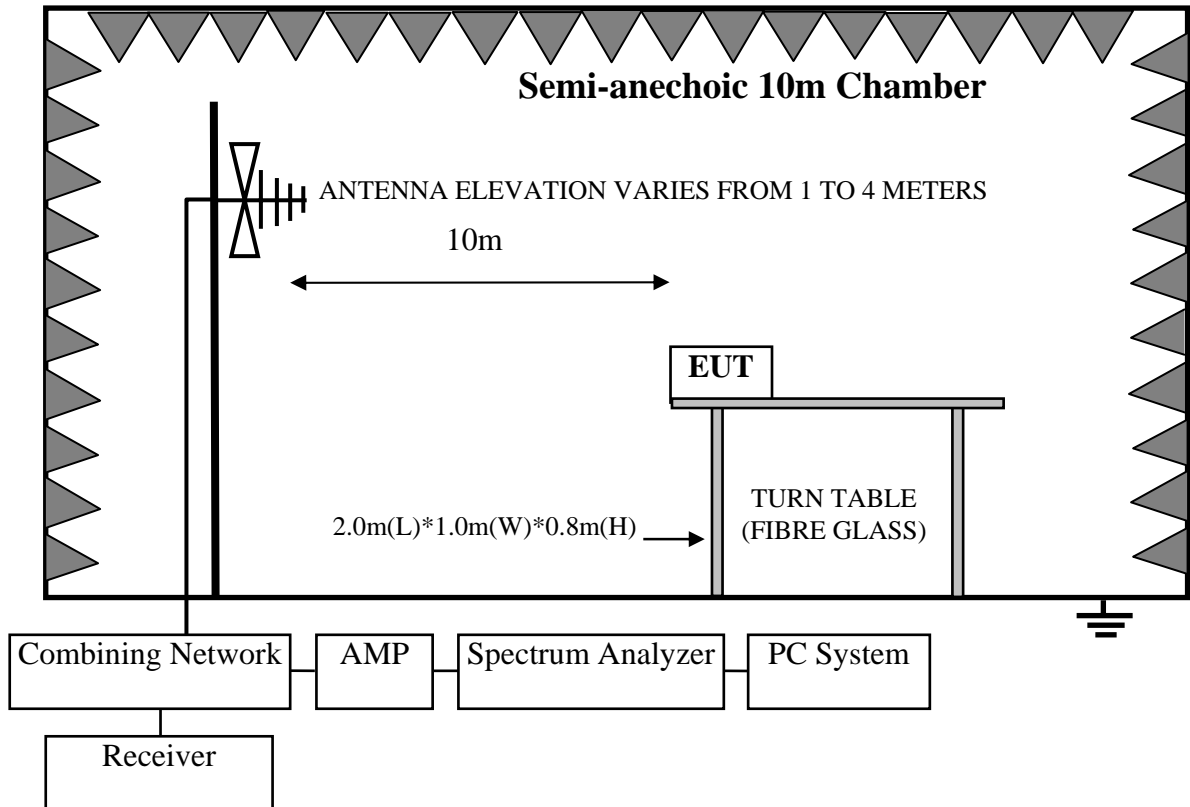 Semi-anechoic 10m Chamber
ANTENNA ELEVATION VARIES FROM 1 TO 4 METERS
10m
EUT
TURN TABLE
(FIBRE GLASS)
2.0m(L)*1.0m(W)*0.8m(H)
Combining Network
AMP
Spectrum Analyzer
PC System
Receiver